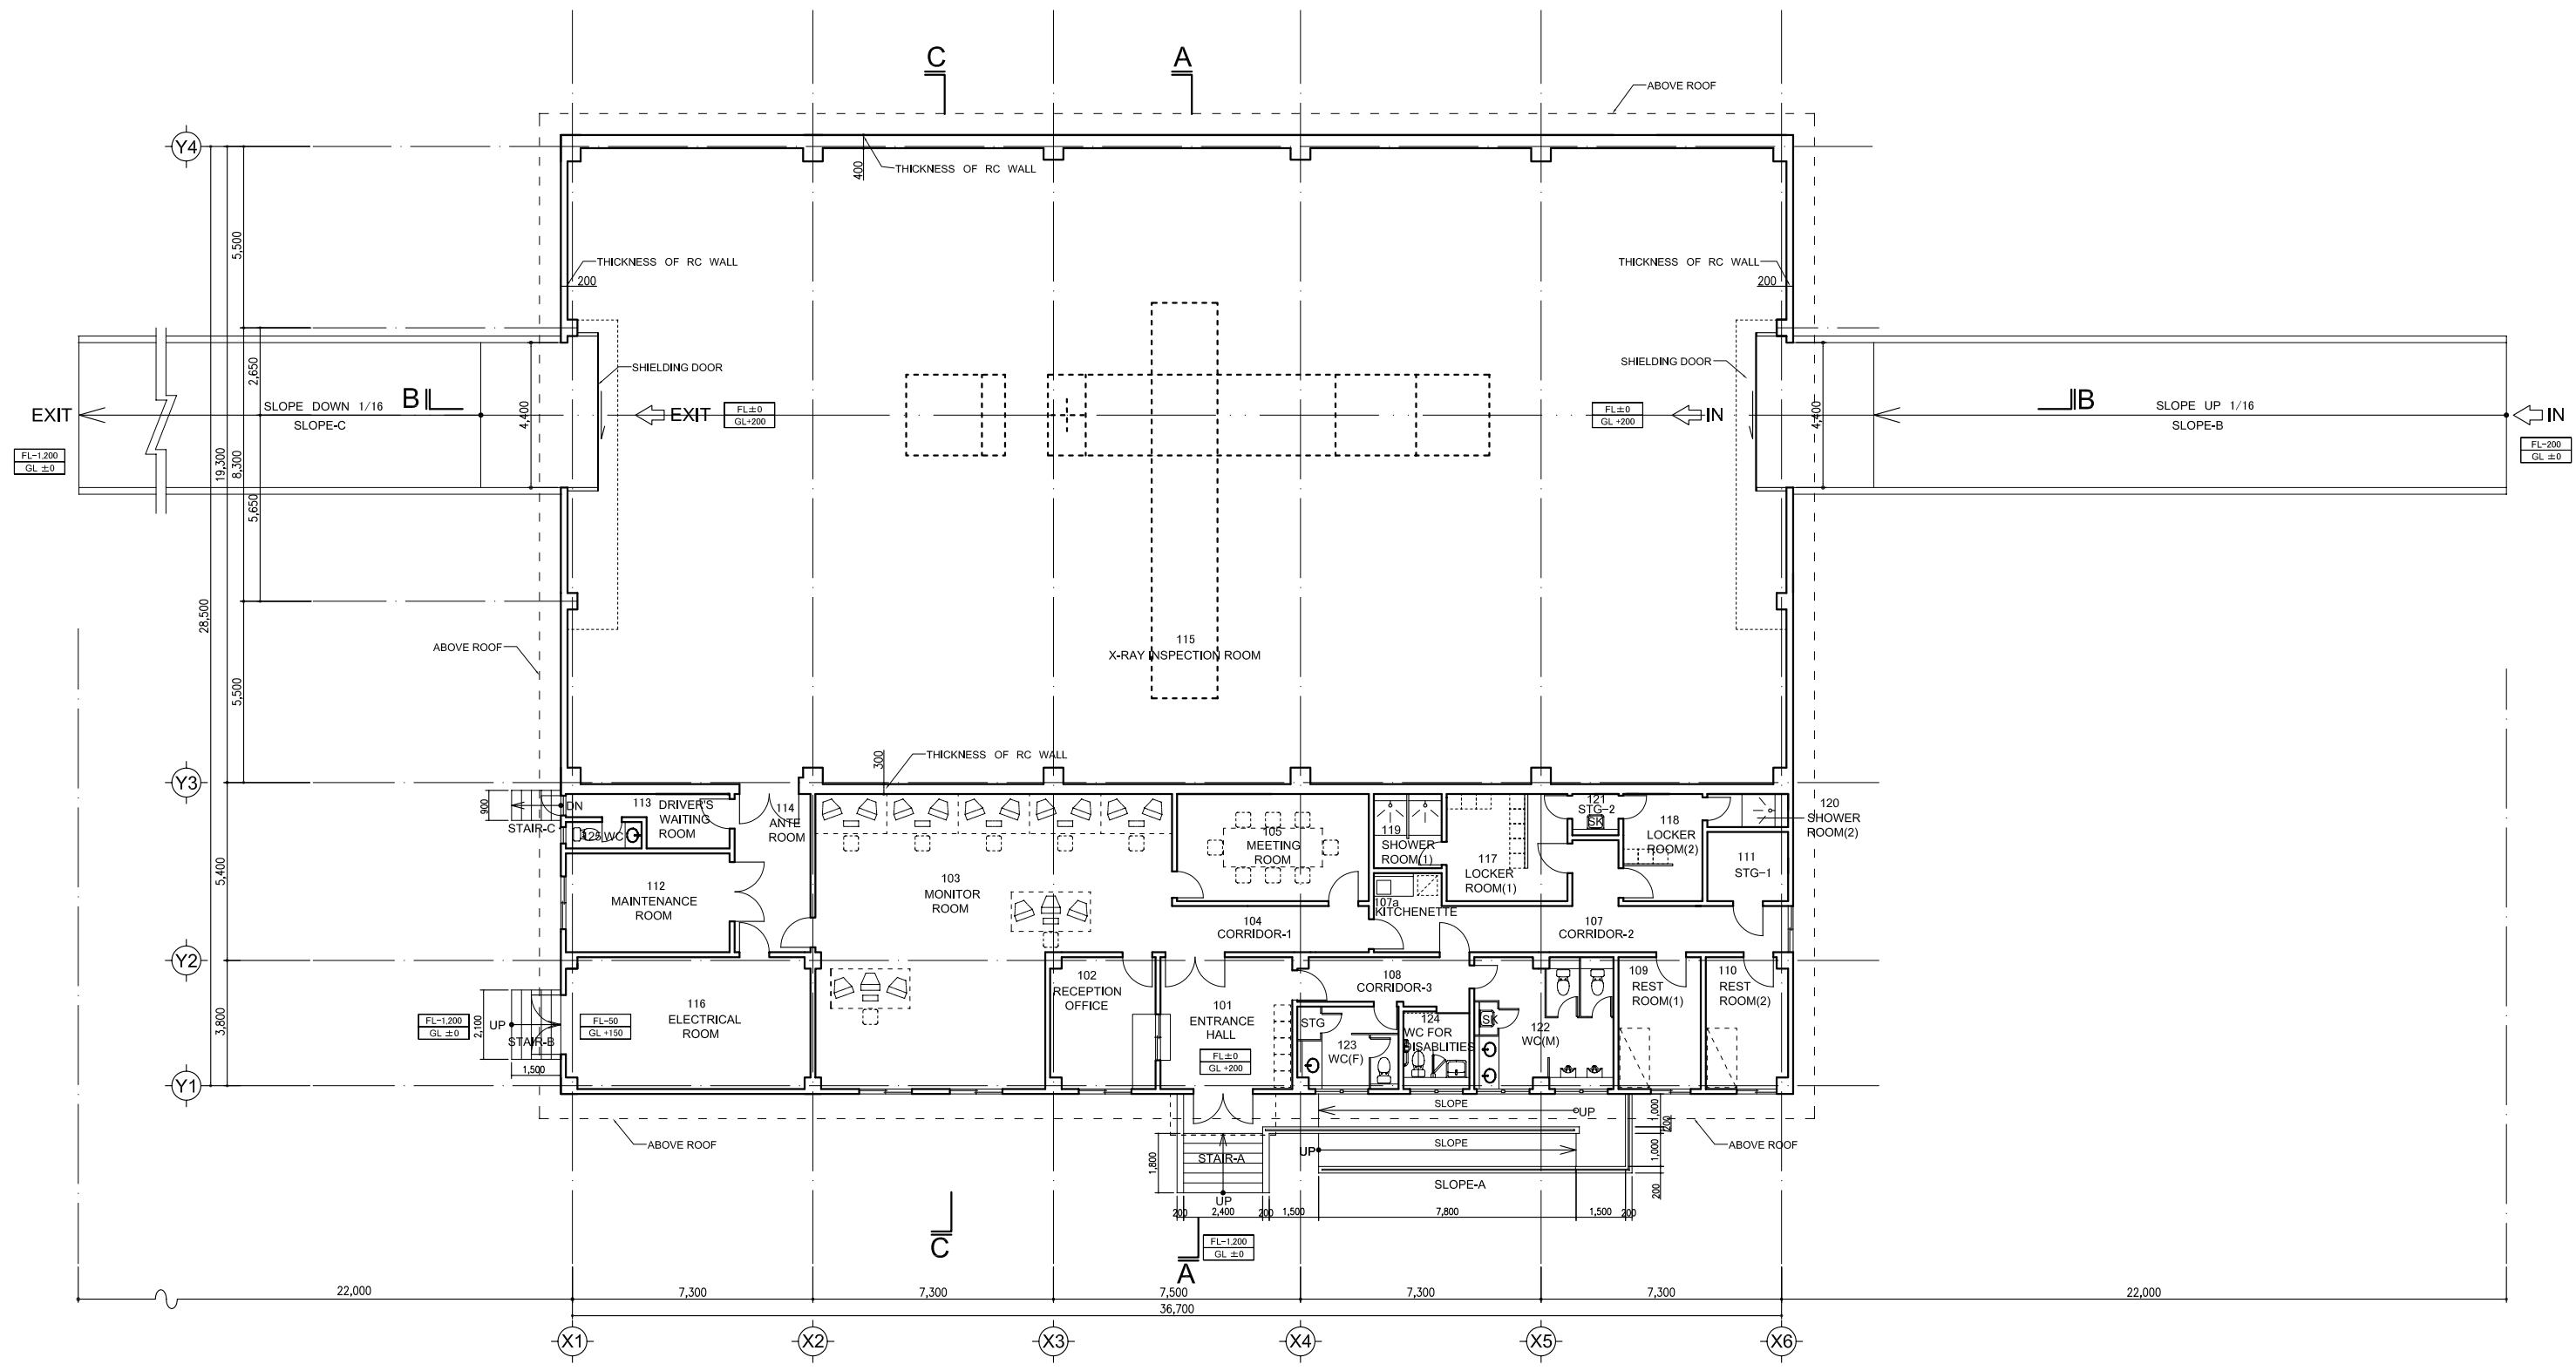 C
A
ABOVE ROOF
Y4
400
THICKNESS OF RC WALL
5,500
THICKNESS OF RC WALL
200
THICKNESS OF RC WALL
200
2,650
SHIELDING DOOR
SHIELDING DOOR
EXIT
SLOPE DOWN 1/16
SLOPE-C
B
4,400
EXIT
FL±0
GL+200
FL±0
GL +200
IN
4,400
B
SLOPE UP 1/16
SLOPE-B
IN
FL-1,200
GL ±0
FL-200
GL ±0
19,300
8,300
5,650
28,500
ABOVE ROOF
115
X-RAY INSPECTION ROOM
5,500
300
THICKNESS OF RC WALL
Y3
900
DN
STAIR-C
113
DRIVER'S
WAITING
ROOM
125 WC
114
ANTE
ROOM
105
MEETING
ROOM
119
SHOWER
ROOM(1)
117
LOCKER
ROOM(1)
121
STG-2
SK
118
LOCKER
ROOM(2)
120
SHOWER
ROOM(2)
111
STG-1
5,400
112
MAINTENANCE
ROOM
103
MONITOR
ROOM
107a
KITCHENETTE
104
CORRIDOR-1
107
CORRIDOR-2
Y2
102
RECEPTION
OFFICE
108
CORRIDOR-3
109
REST
ROOM(1)
110
REST
ROOM(2)
3,800
116
ELECTRICAL
ROOM
101
ENTRANCE
HALL
FL±0
GL +200
STG
123
WC(F)
124
WC FOR
DISABLITIES
SK
122
WC(M)
FL-1,200
GL ±0
2,100
UP
STAIR-B
FL-50
GL +150
1,500
Y1
SLOPE
UP
1,000
200
ABOVE ROOF
ABOVE ROOF
1,800
STAIR-A
UP
UP
SLOPE
1,000
SLOPE-A
200
200
2,400
200
1,500
7,800
1,500
200
C
A
FL-1,200
GL ±0
22,000
7,300
7,300
7,500
7,300
7,300
22,000
36,700
X1
X2
X3
X4
X5
X6